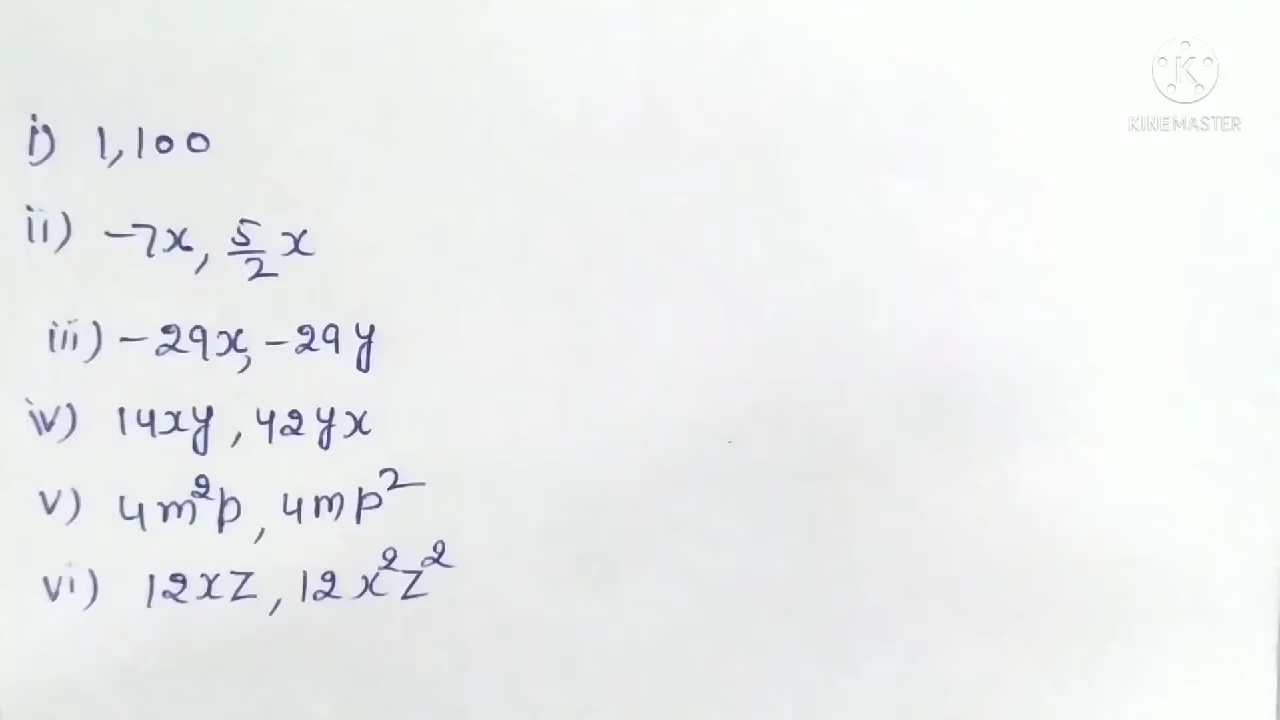 K
KINEMASTER
i) 1,100
ii) -7x, 5/2 x
iii) -29x, -29y
iv) 14xy, 42yx
v) 4m²p, 4mp²
vi) 12xz, 12x²z²